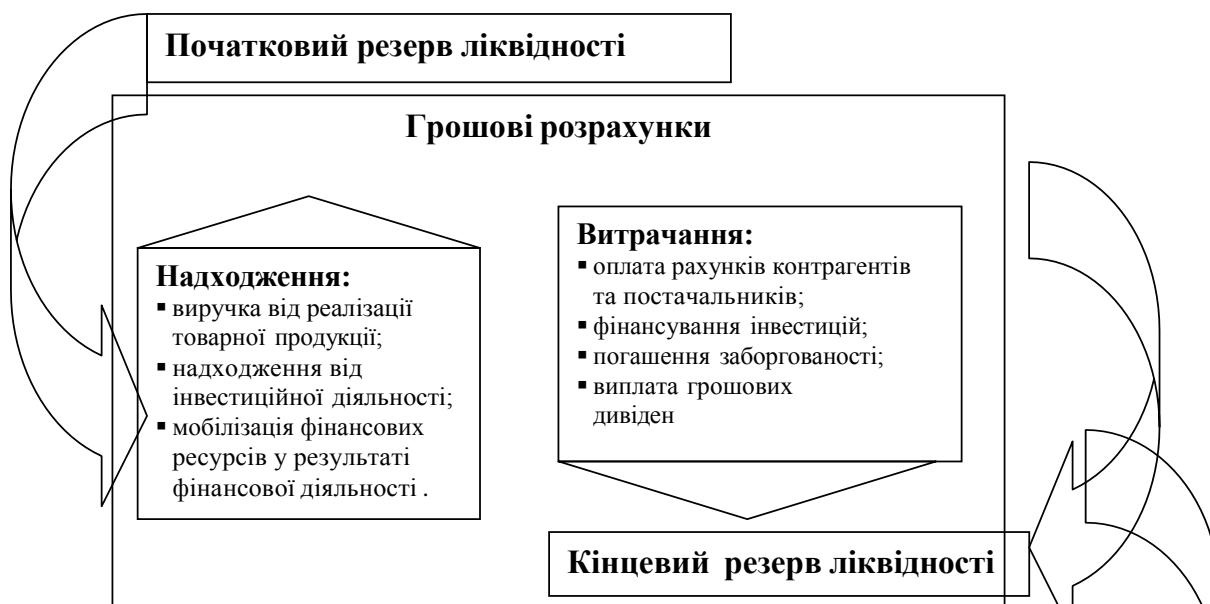 Початковий резерв ліквідності
Грошові розрахунки
Надходження:
▪ виручка від реалізації
товарної продукції;
▪ надходження від
інвестиційної діяльності;
▪ мобілізація фінансових
ресурсів у результаті
фінансової діяльності .
Витрачання:
▪ оплата рахунків контрагентів
та постачальників;
▪ фінансування інвестицій;
▪ погашення заборгованості;
▪ виплата грошових
дивіден
Кінцевий резерв ліквідності